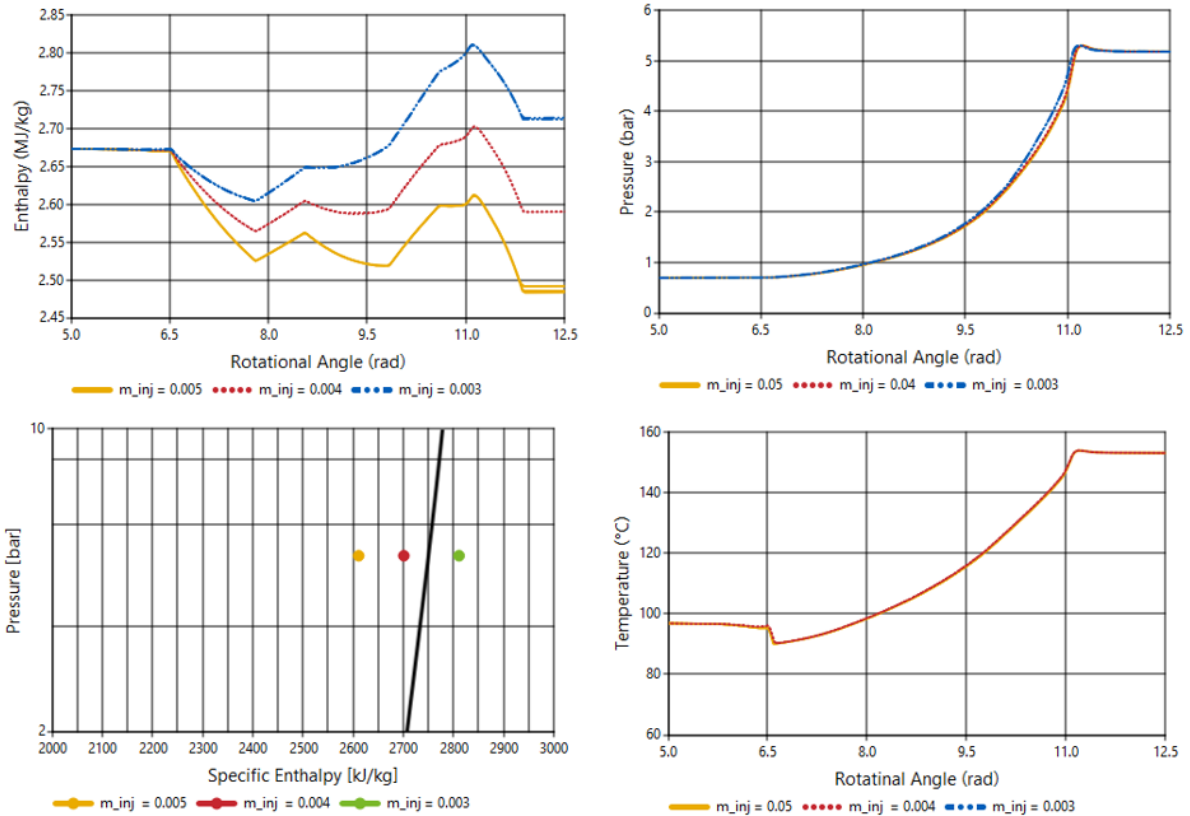 2.85
2.80
2.75
2.70
2.65
2.60
2.55
2.50
2.45
Enthalpy (MJ/kg)
5.0 6.5 8.0 9.5 11.0 12.5
Rotational Angle (rad)
m_inj = 0.005 m_inj = 0.004 m_inj = 0.003
6
5
4
3
2
1
0
Pressure (bar)
5.0 6.5 8.0 9.5 11.0 12.5
Rotational Angle (rad)
m_inj = 0.05 m_inj = 0.04 m_inj = 0.003
10
2
Pressure [bar]
2000 2100 2200 2300 2400 2500 2600 2700 2800 2900 3000
Specific Enthalpy [kJ/kg]
m_inj = 0.005 m_inj = 0.004 m_inj = 0.003
160
140
120
100
80
60
Temperature (°C)
5.0 6.5 8.0 9.5 11.0 12.5
Rotatinal Angle (rad)
m_inj = 0.05 m_inj = 0.004 m_inj = 0.003